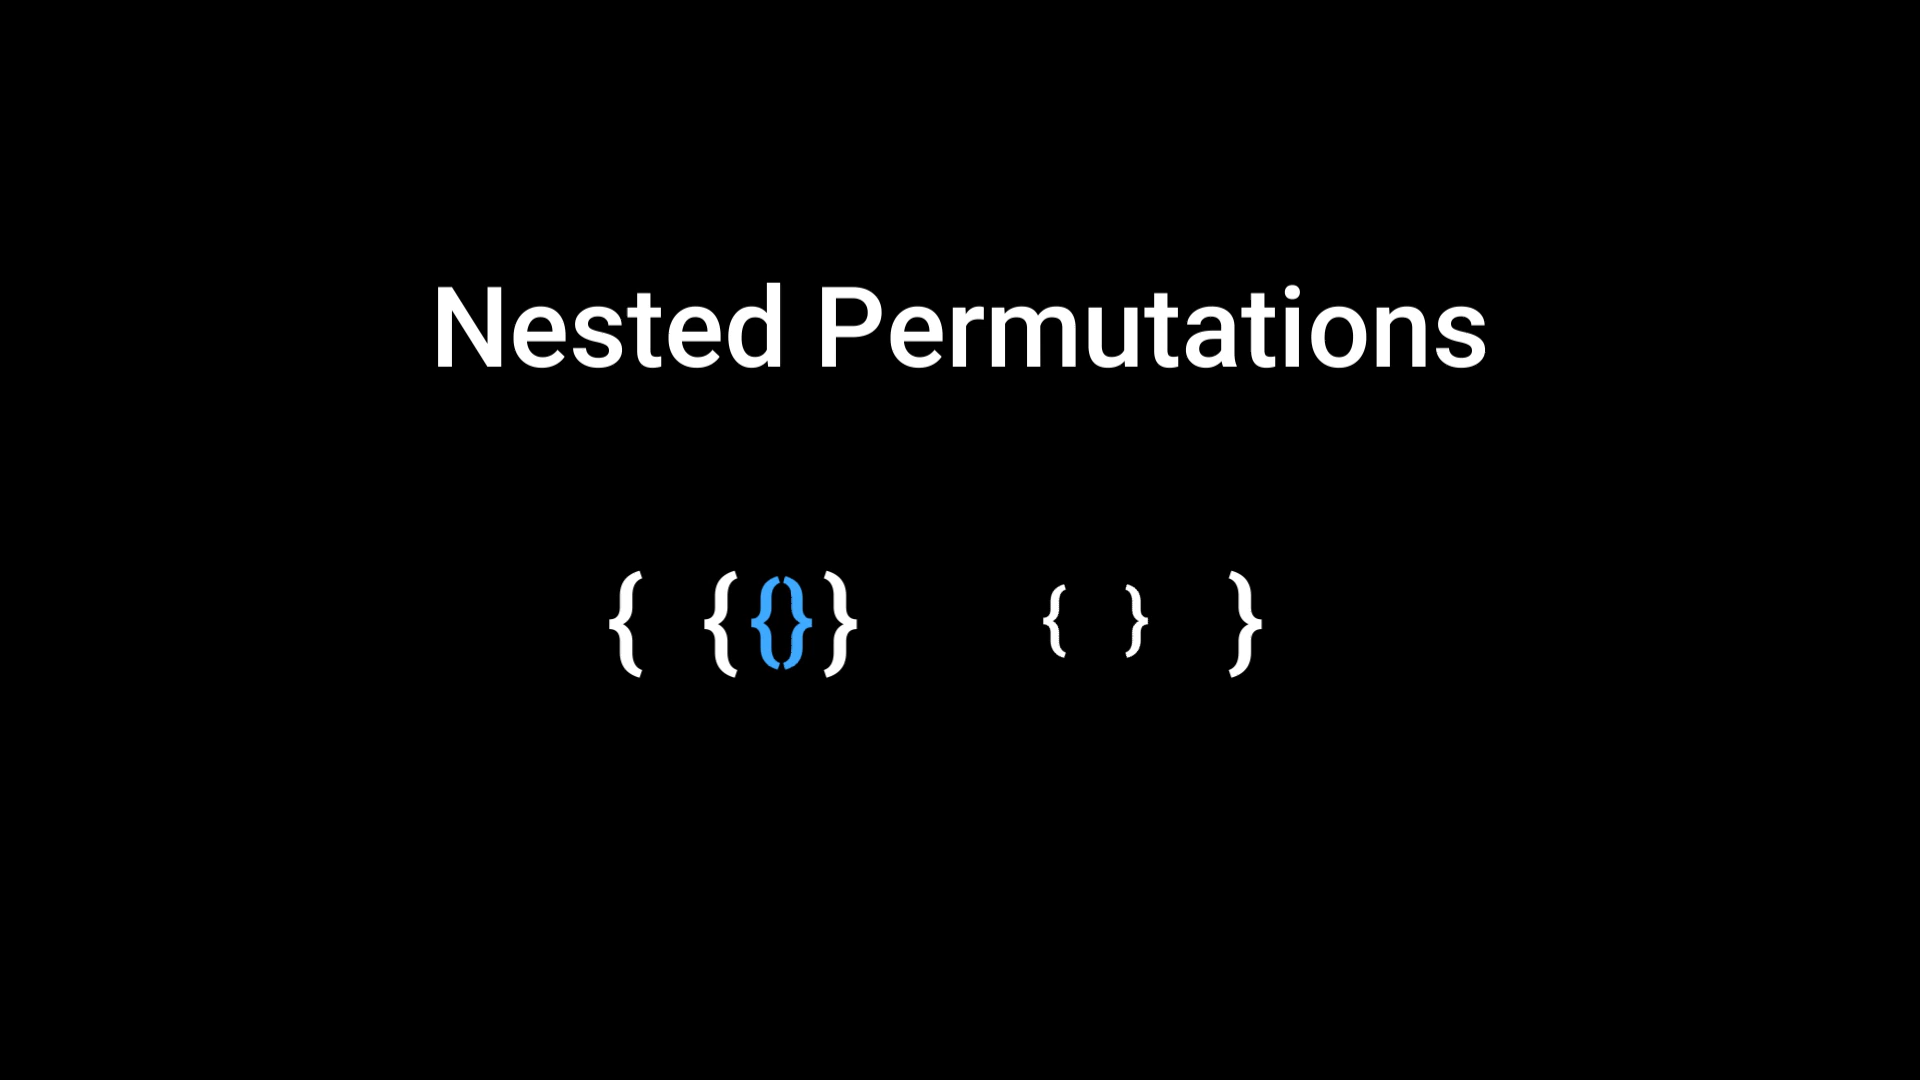 Nested Permutations
{ {{}} { } }